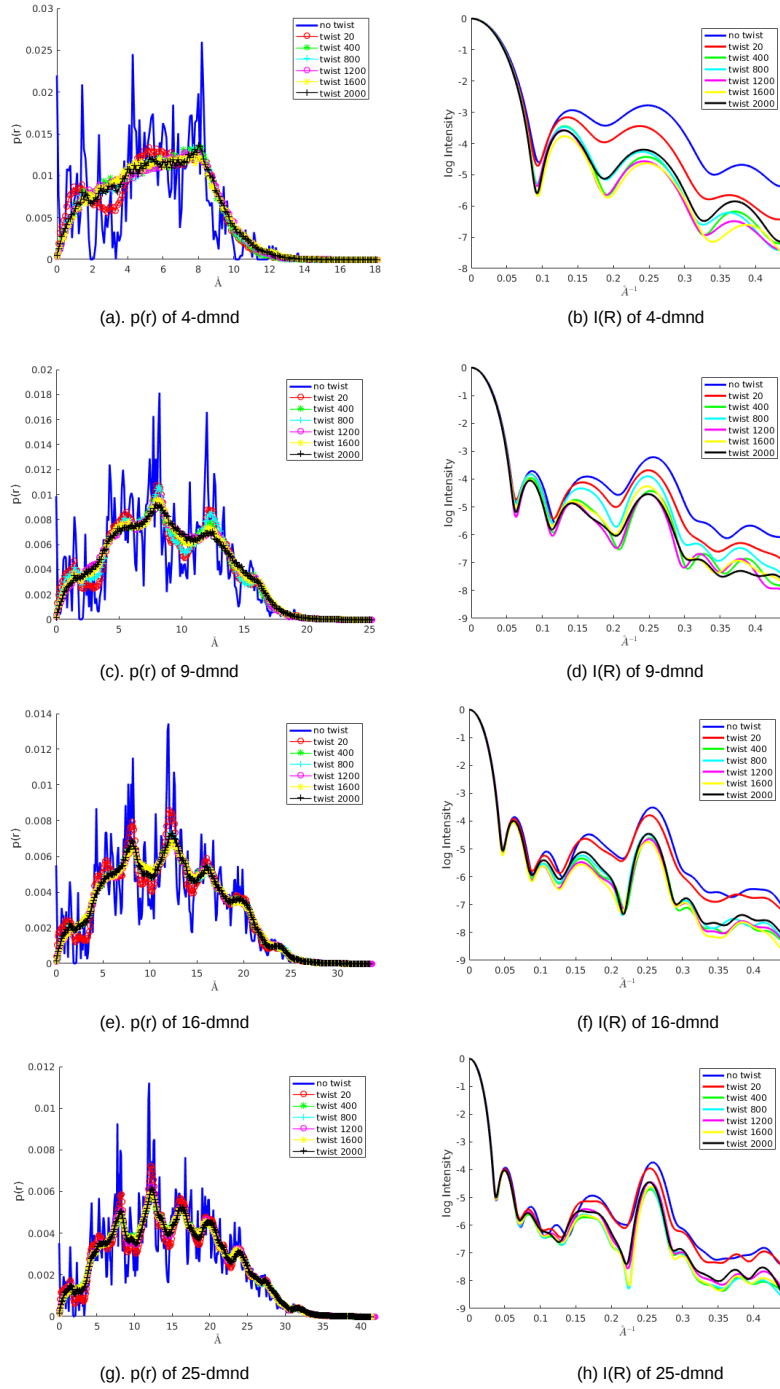 0.03
0.025
0.02
0.015
0.01
0.005
0
p(r)
0 2 4 6 8 10 12 14 16 18
Å
no twist
twist 20
twist 400
twist 800
twist 1200
twist 1600
twist 2000
(a). p(r) of 4-dmnd
0
-1
-2
-3
-4
-5
-6
-7
-8
log Intensity
0 0.05 0.1 0.15 0.2 0.25 0.3 0.35 0.4
Å⁻¹
no twist
twist 20
twist 400
twist 800
twist 1200
twist 1600
twist 2000
(b) I(R) of 4-dmnd
0.02
0.018
0.016
0.014
0.012
0.01
0.008
0.006
0.004
0.002
0
p(r)
0 5 10 15 20 25
Å
no twist
twist 20
twist 400
twist 800
twist 1200
twist 1600
twist 2000
(c). p(r) of 9-dmnd
0
-1
-2
-3
-4
-5
-6
-7
-8
-9
log Intensity
0 0.05 0.1 0.15 0.2 0.25 0.3 0.35 0.4
Å⁻¹
no twist
twist 20
twist 400
twist 800
twist 1200
twist 1600
twist 2000
(d) I(R) of 9-dmnd
0.014
0.012
0.01
0.008
0.006
0.004
0.002
0
p(r)
0 5 10 15 20 25 30
Å
no twist
twist 20
twist 400
twist 800
twist 1200
twist 1600
twist 2000
(e). p(r) of 16-dmnd
0
-1
-2
-3
-4
-5
-6
-7
-8
-9
log Intensity
0 0.05 0.1 0.15 0.2 0.25 0.3 0.35 0.4
Å⁻¹
no twist
twist 20
twist 400
twist 800
twist 1200
twist 1600
twist 2000
(f) I(R) of 16-dmnd
0.012
0.01
0.008
0.006
0.004
0.002
0
p(r)
0 5 10 15 20 25 30 35 40
Å
no twist
twist 20
twist 400
twist 800
twist 1200
twist 1600
twist 2000
(g). p(r) of 25-dmnd
0
-1
-2
-3
-4
-5
-6
-7
-8
-9
log Intensity
0 0.05 0.1 0.15 0.2 0.25 0.3 0.35 0.4
Å⁻¹
no twist
twist 20
twist 400
twist 800
twist 1200
twist 1600
twist 2000
(h) I(R) of 25-dmnd